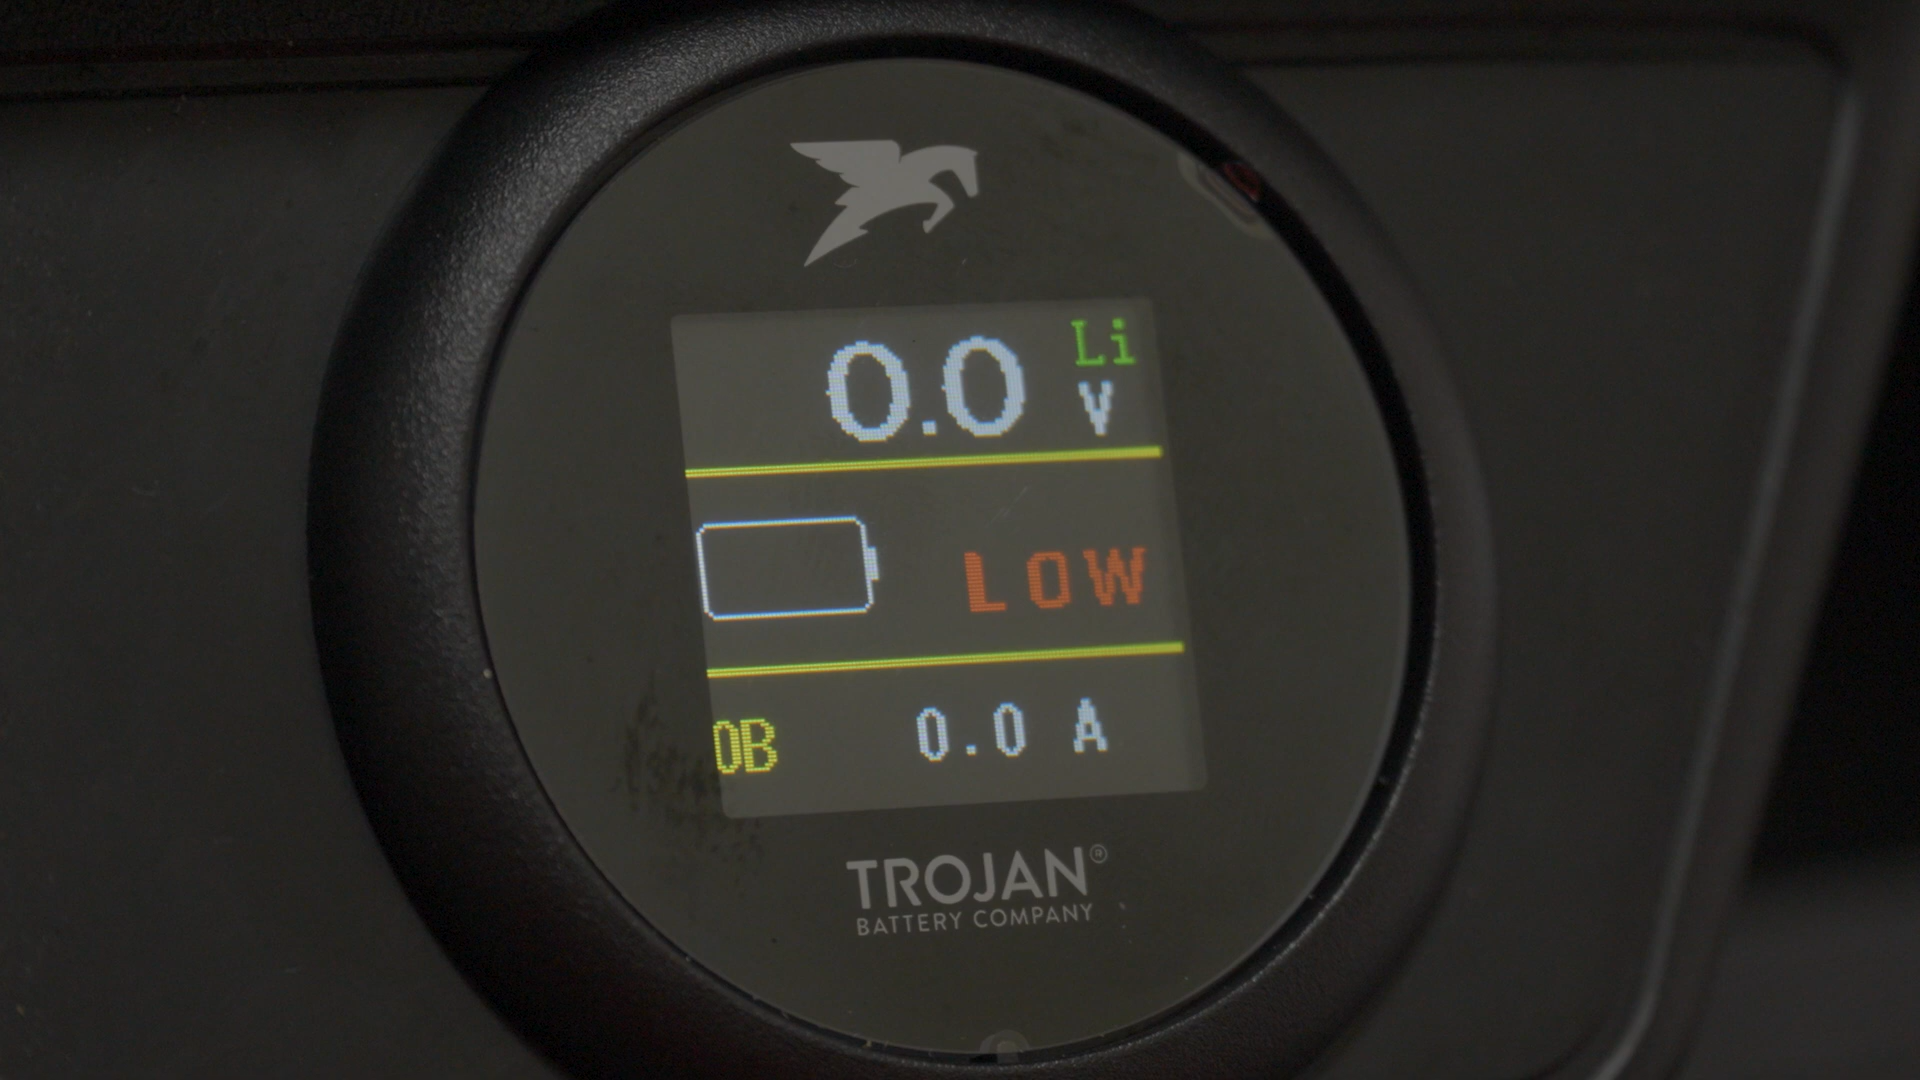 0.0 Li
V
LOW
0B 0.0 A
TROJAN®
BATTERY COMPANY